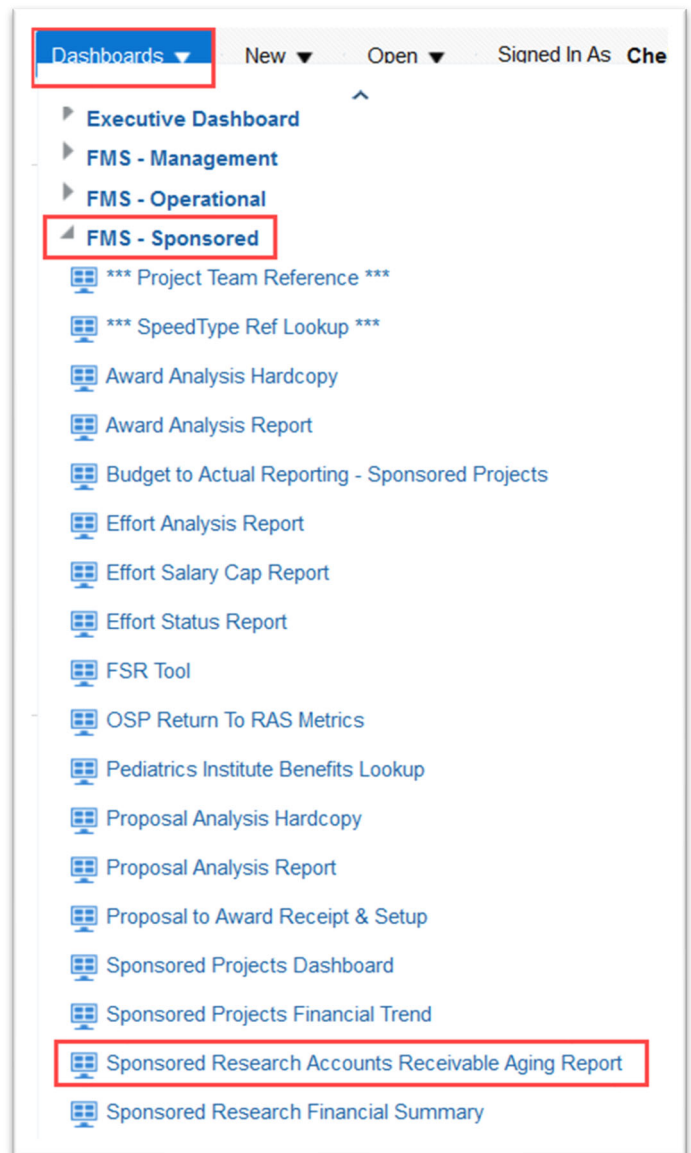 Dashboards New Open Signed In As Che
Executive Dashboard
FMS - Management
FMS - Operational
FMS - Sponsored
*** Project Team Reference ***
*** SpeedType Ref Lookup ***
Award Analysis Hardcopy
Award Analysis Report
Budget to Actual Reporting - Sponsored Projects
Effort Analysis Report
Effort Salary Cap Report
Effort Status Report
FSR Tool
OSP Return To RAS Metrics
Pediatrics Institute Benefits Lookup
Proposal Analysis Hardcopy
Proposal Analysis Report
Proposal to Award Receipt & Setup
Sponsored Projects Dashboard
Sponsored Projects Financial Trend
Sponsored Research Accounts Receivable Aging Report
Sponsored Research Financial Summary